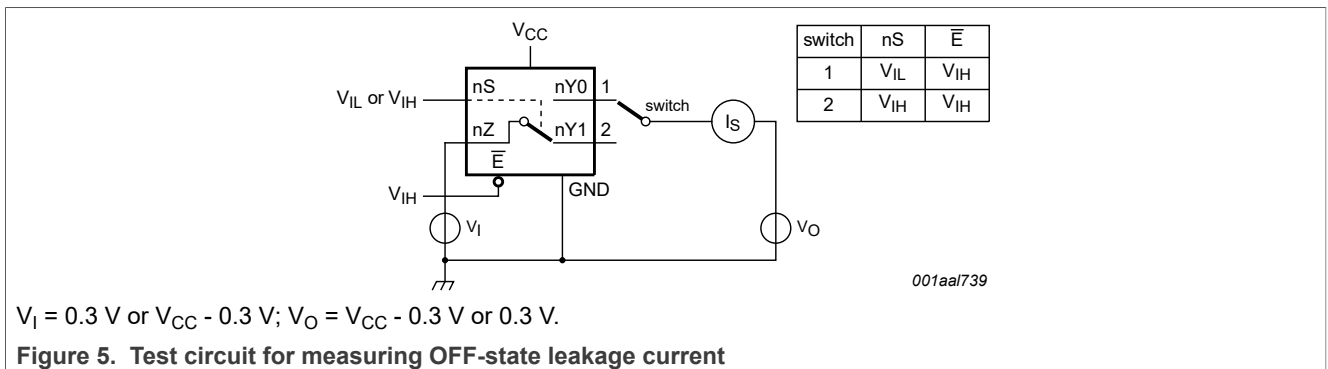 VCC
switch nS E̅
1 VIL VIH
2 VIH VIH
VIL or VIH
nS nY0 1
switch
IS
nZ nY1 2
E̅
VIH
GND
VI
VO
001aal739
VI = 0.3 V or VCC - 0.3 V; VO = VCC - 0.3 V or 0.3 V.
Figure 5. Test circuit for measuring OFF-state leakage current